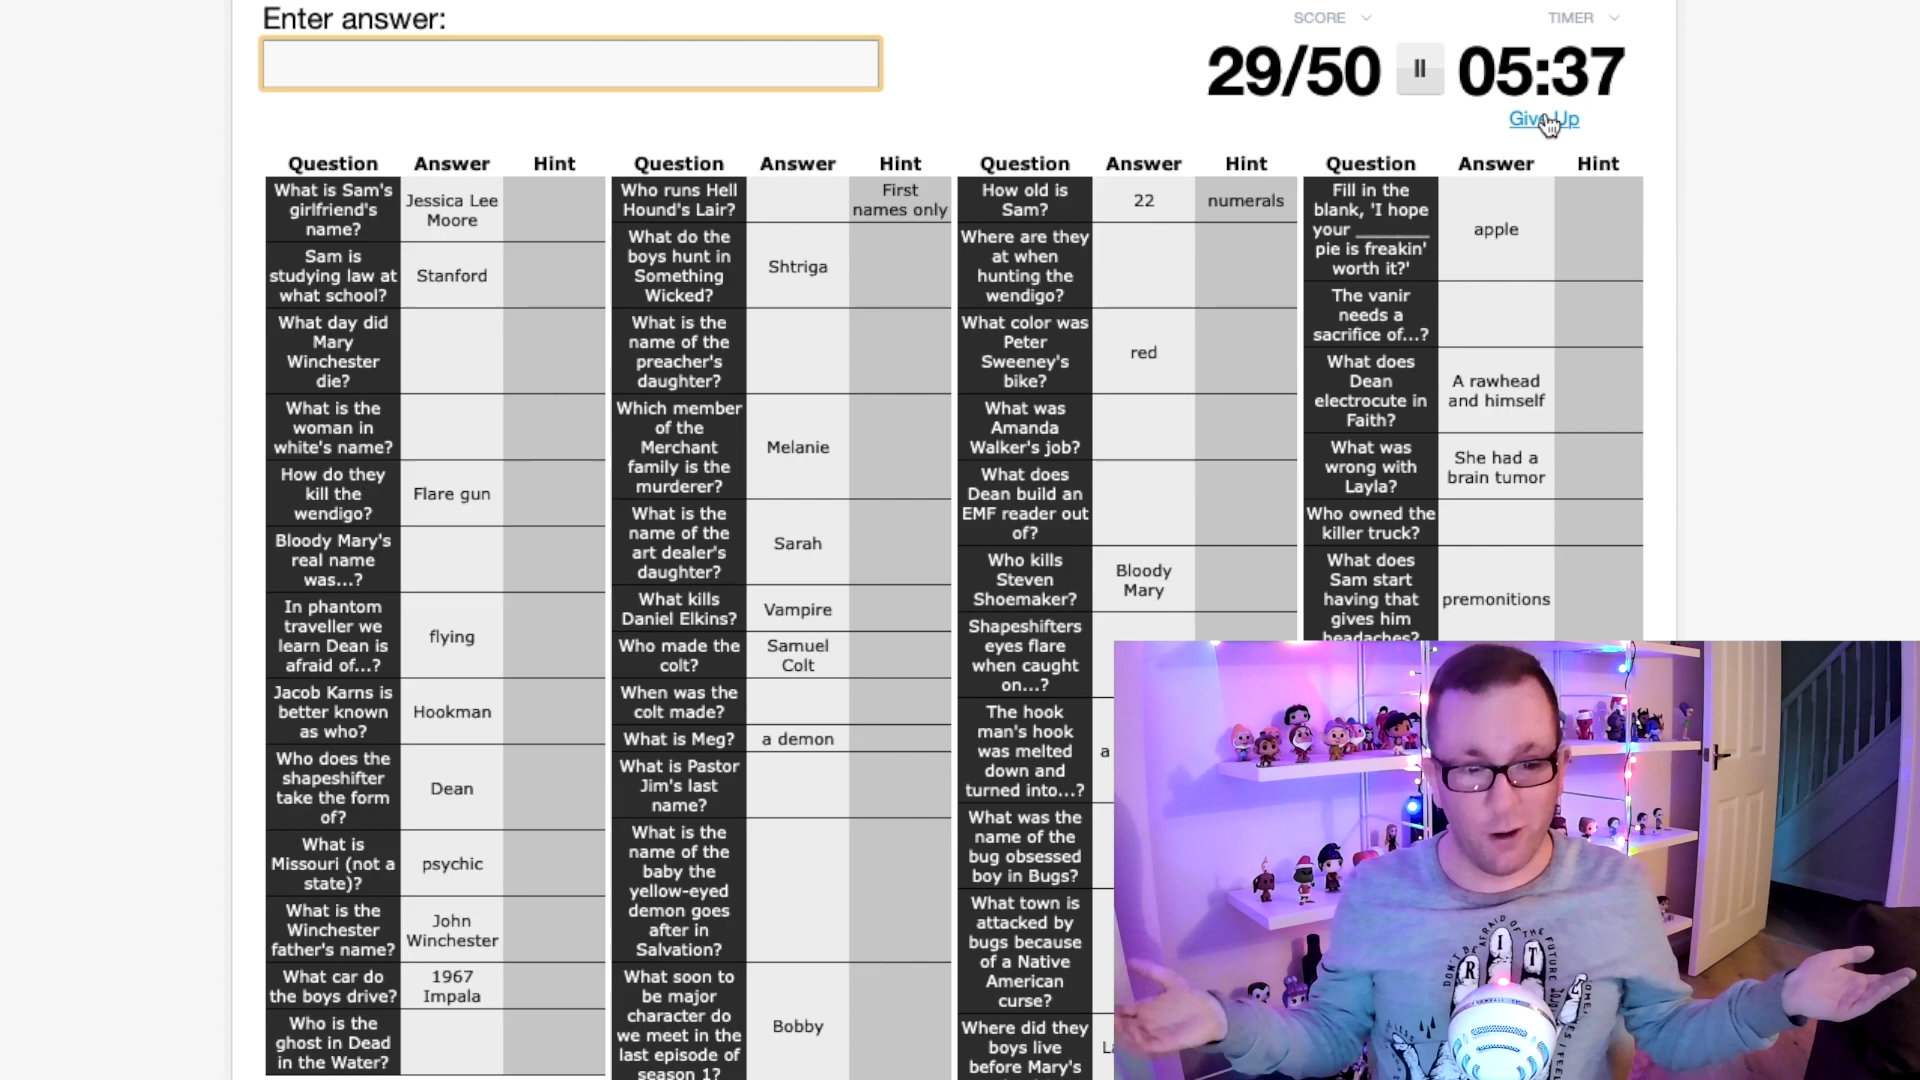 Enter answer:
SCORE
TIMER
29/50
05:37
Give Up
Question Answer Hint
What is Sam's
girlfriend's
name?
Jessica Lee
Moore
Sam is
studying law at
what school?
Stanford
What day did
Mary
Winchester
die?
What is the
woman in
white's name?
How do they
kill the
wendigo?
Flare gun
Bloody Mary's
real name
was...?
In phantom
traveller we
learn Dean is
afraid of...?
flying
Jacob Karns is
better known
as who?
Hookman
Who does the
shapeshifter
take the form
of?
Dean
What is
Missouri (not a
state)?
psychic
What is the
Winchester
father's name?
John
Winchester
What car do
the boys drive?
1967
Impala
Who is the
ghost in Dead
in the Water?
Question Answer Hint
Who runs Hell
Hound's Lair?
First
names only
What do the
boys hunt in
Something
Wicked?
Shtriga
What is the
name of the
preacher's
daughter?
Which member
of the
Merchant
family is the
murderer?
Melanie
What is the
name of the
art dealer's
daughter?
Sarah
What kills
Daniel Elkins?
Vampire
Who made the
colt?
Samuel
Colt
When was the
colt made?
What is Meg?
a demon
What is Pastor
Jim's last
name?
What is the
name of the
baby the
yellow-eyed
demon goes
after in
Salvation?
What soon to
be major
character do
we meet in the
last episode of
season 1?
Bobby
Question Answer Hint
How old is
Sam?
22
numerals
Where are they
at when
hunting the
wendigo?
What color was
Peter
Sweeney's
bike?
red
What was
Amanda
Walker's job?
What does
Dean build an
EMF reader out
of?
Who kills
Steven
Shoemaker?
Bloody
Mary
Shapeshifters
eyes flare
when caught
on...?
The hook
man's hook
was melted
down and
turned into...?
a
What was the
name of the
bug obsessed
boy in Bugs?
What town is
attacked by
bugs because
of a Native
American
curse?
Where did they
boys live
before Mary's
Question Answer Hint
Fill in the
blank, 'I hope
your ________
pie is freakin'
worth it?'
apple
The vanir
needs a
sacrifice of...?
What does
Dean
electrocute in
Faith?
A rawhead
and himself
What was
wrong with
Layla?
She had a
brain tumor
Who owned the
killer truck?
What does
Sam start
having that
gives him
headaches?
premonitions
DON'T BE AFRAID OF THE FUTURE
R I T